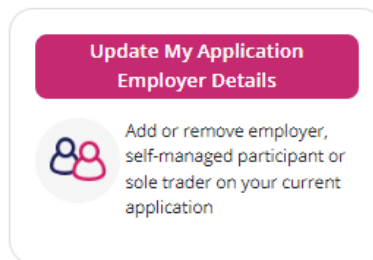 Update My Application
Employer Details
Add or remove employer,
self-managed participant or
sole trader on your current
application